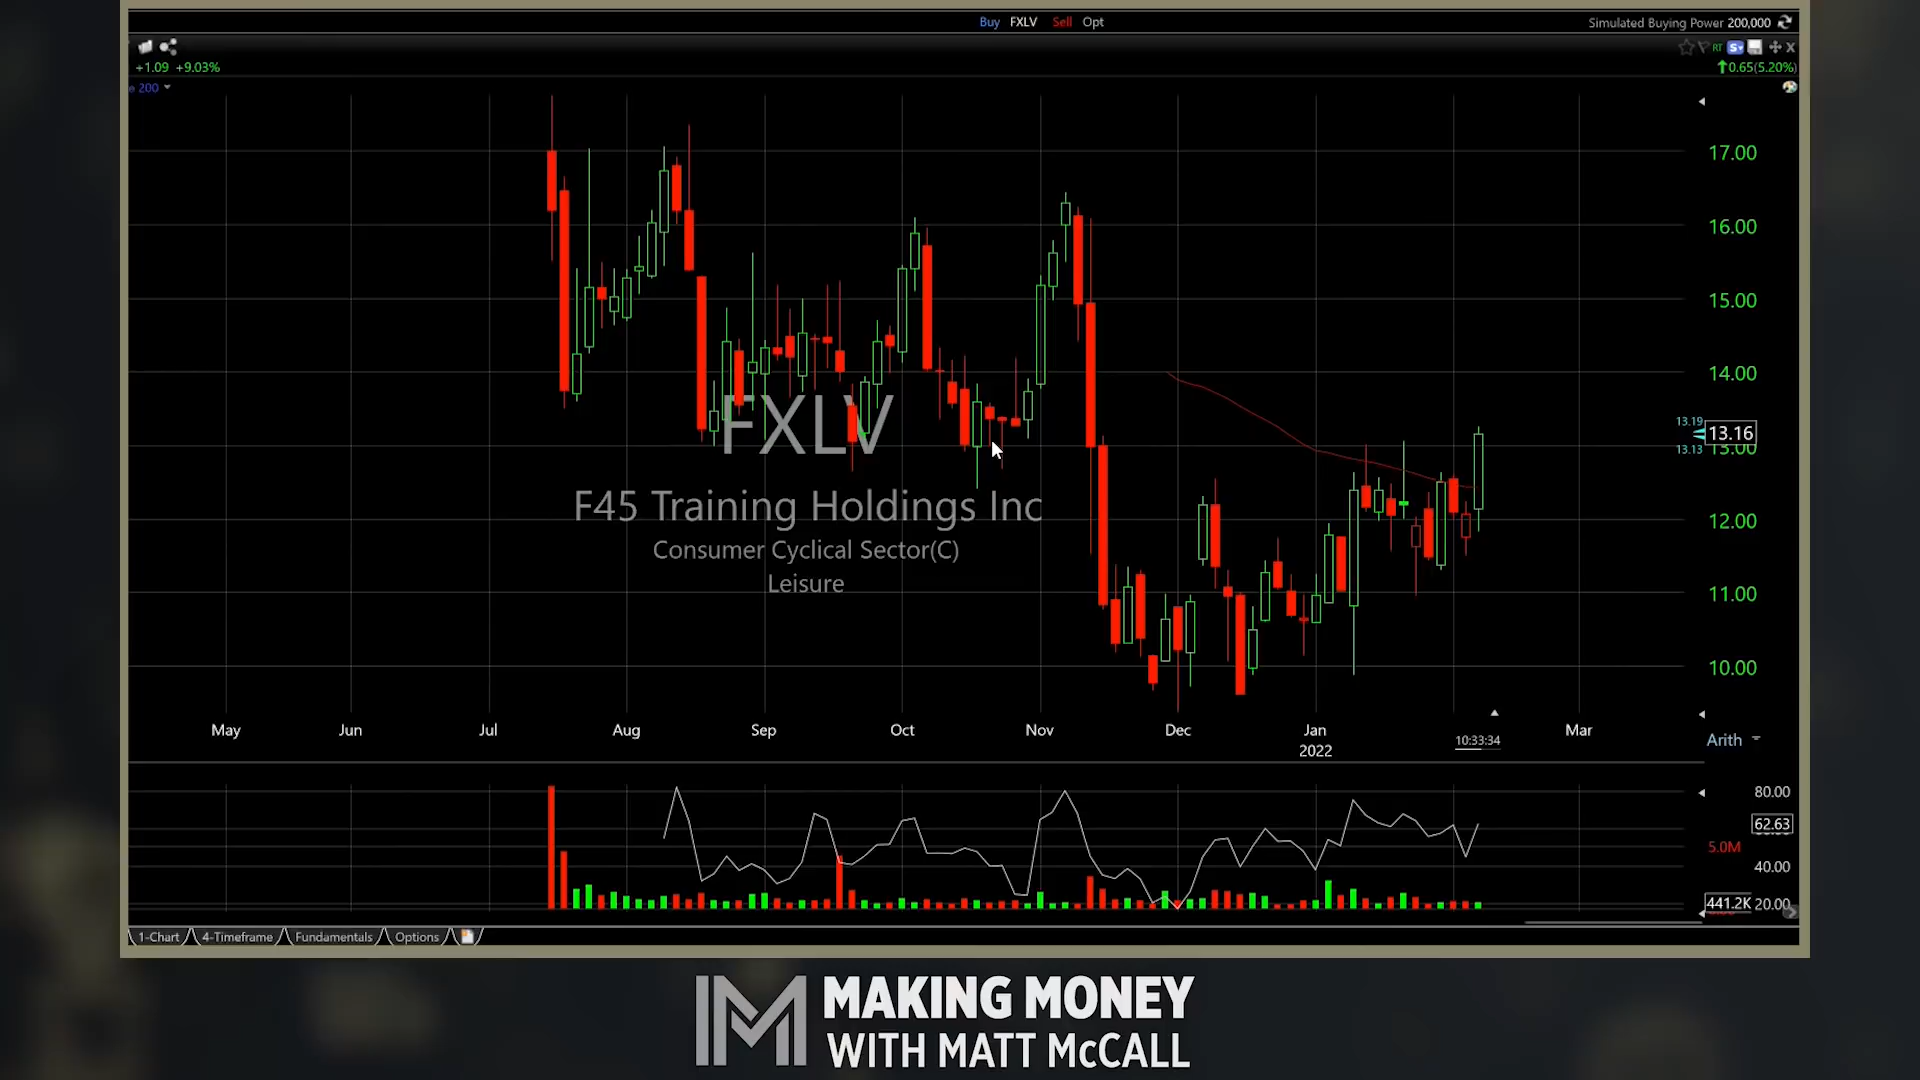 Buy FXLV Sell Opt
Simulated Buying Power 200,000
RT S
+1.09 +9.03%
0.65(5.20%)
e 200
17.00
16.00
15.00
14.00
13.19
13.16
13.13
13.00
12.00
11.00
10.00
FXLV
F45 Training Holdings Inc
Consumer Cyclical Sector(C)
Leisure
May Jun Jul Aug Sep Oct Nov Dec Jan Mar
2022
10:33:34
Arith
80.00
62.63
5.0M
40.00
441.2K 20.00
1-Chart 4-Timeframe Fundamentals Options
MAKING MONEY
WITH MATT McCALL